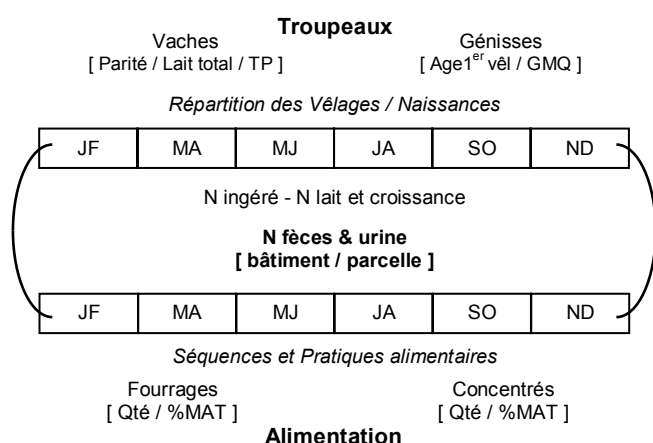 Troupeaux
Vaches Génisses
[ Parité / Lait total / TP ] [ Age1er vêl / GMQ ]
Répartition des Vêlages / Naissances
JF MA MJ JA SO ND
N ingéré - N lait et croissance
N fèces & urine
[ bâtiment / parcelle ]
JF MA MJ JA SO ND
Séquences et Pratiques alimentaires
Fourrages Concentrés
[ Qté / %MAT ] [ Qté / %MAT ]
Alimentation